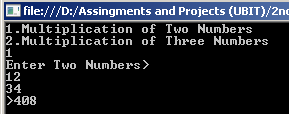 file:///D:/Assingments and Projects (UBIT)/2nd
1.Multiplication of Two Numbers
2.Multiplication of Three Numbers
1
Enter Two Numbers>
12
34
>408